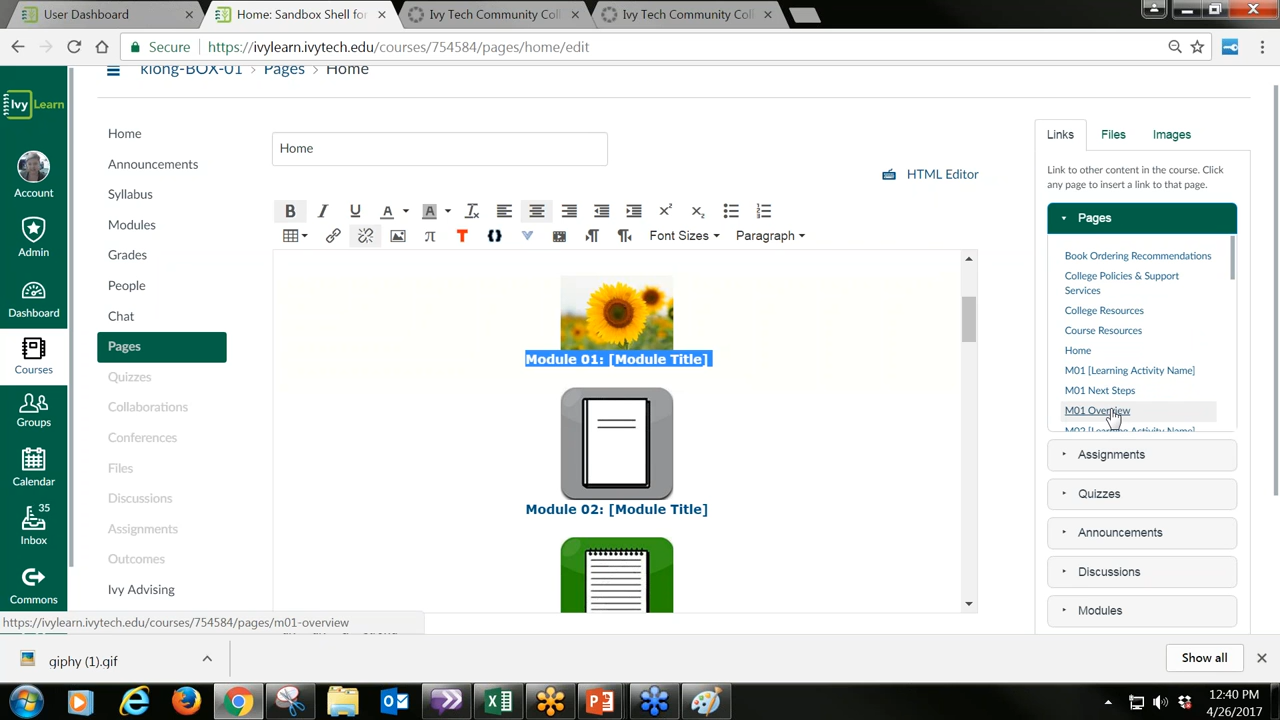 User Dashboard
Home: Sandbox Shell for
Ivy Tech Community Coll
Ivy Tech Community Coll
Secure
https://ivylearn.ivytech.edu/courses/754584/pages/home/edit
klong-BOX-01 > Pages > Home
Ivy Learn
Account
Admin
Dashboard
Courses
Groups
Calendar
35
Inbox
Commons
Home
Announcements
Syllabus
Modules
Grades
People
Chat
Pages
Quizzes
Collaborations
Conferences
Files
Discussions
Assignments
Outcomes
Ivy Advising
Home
HTML Editor
Font Sizes
Paragraph
Module 01: [Module Title]
Module 02: [Module Title]
Links
Files
Images
Link to other content in the course. Click
any page to insert a link to that page.
Pages
Book Ordering Recommendations
College Policies & Support
Services
College Resources
Course Resources
Home
M01 [Learning Activity Name]
M01 Next Steps
M01 Overview
M02 [Learning Activity Name]
Assignments
Quizzes
Announcements
Discussions
Modules
https://ivylearn.ivytech.edu/courses/754584/pages/m01-overview
giphy (1).gif
Show all
12:40 PM
4/26/2017